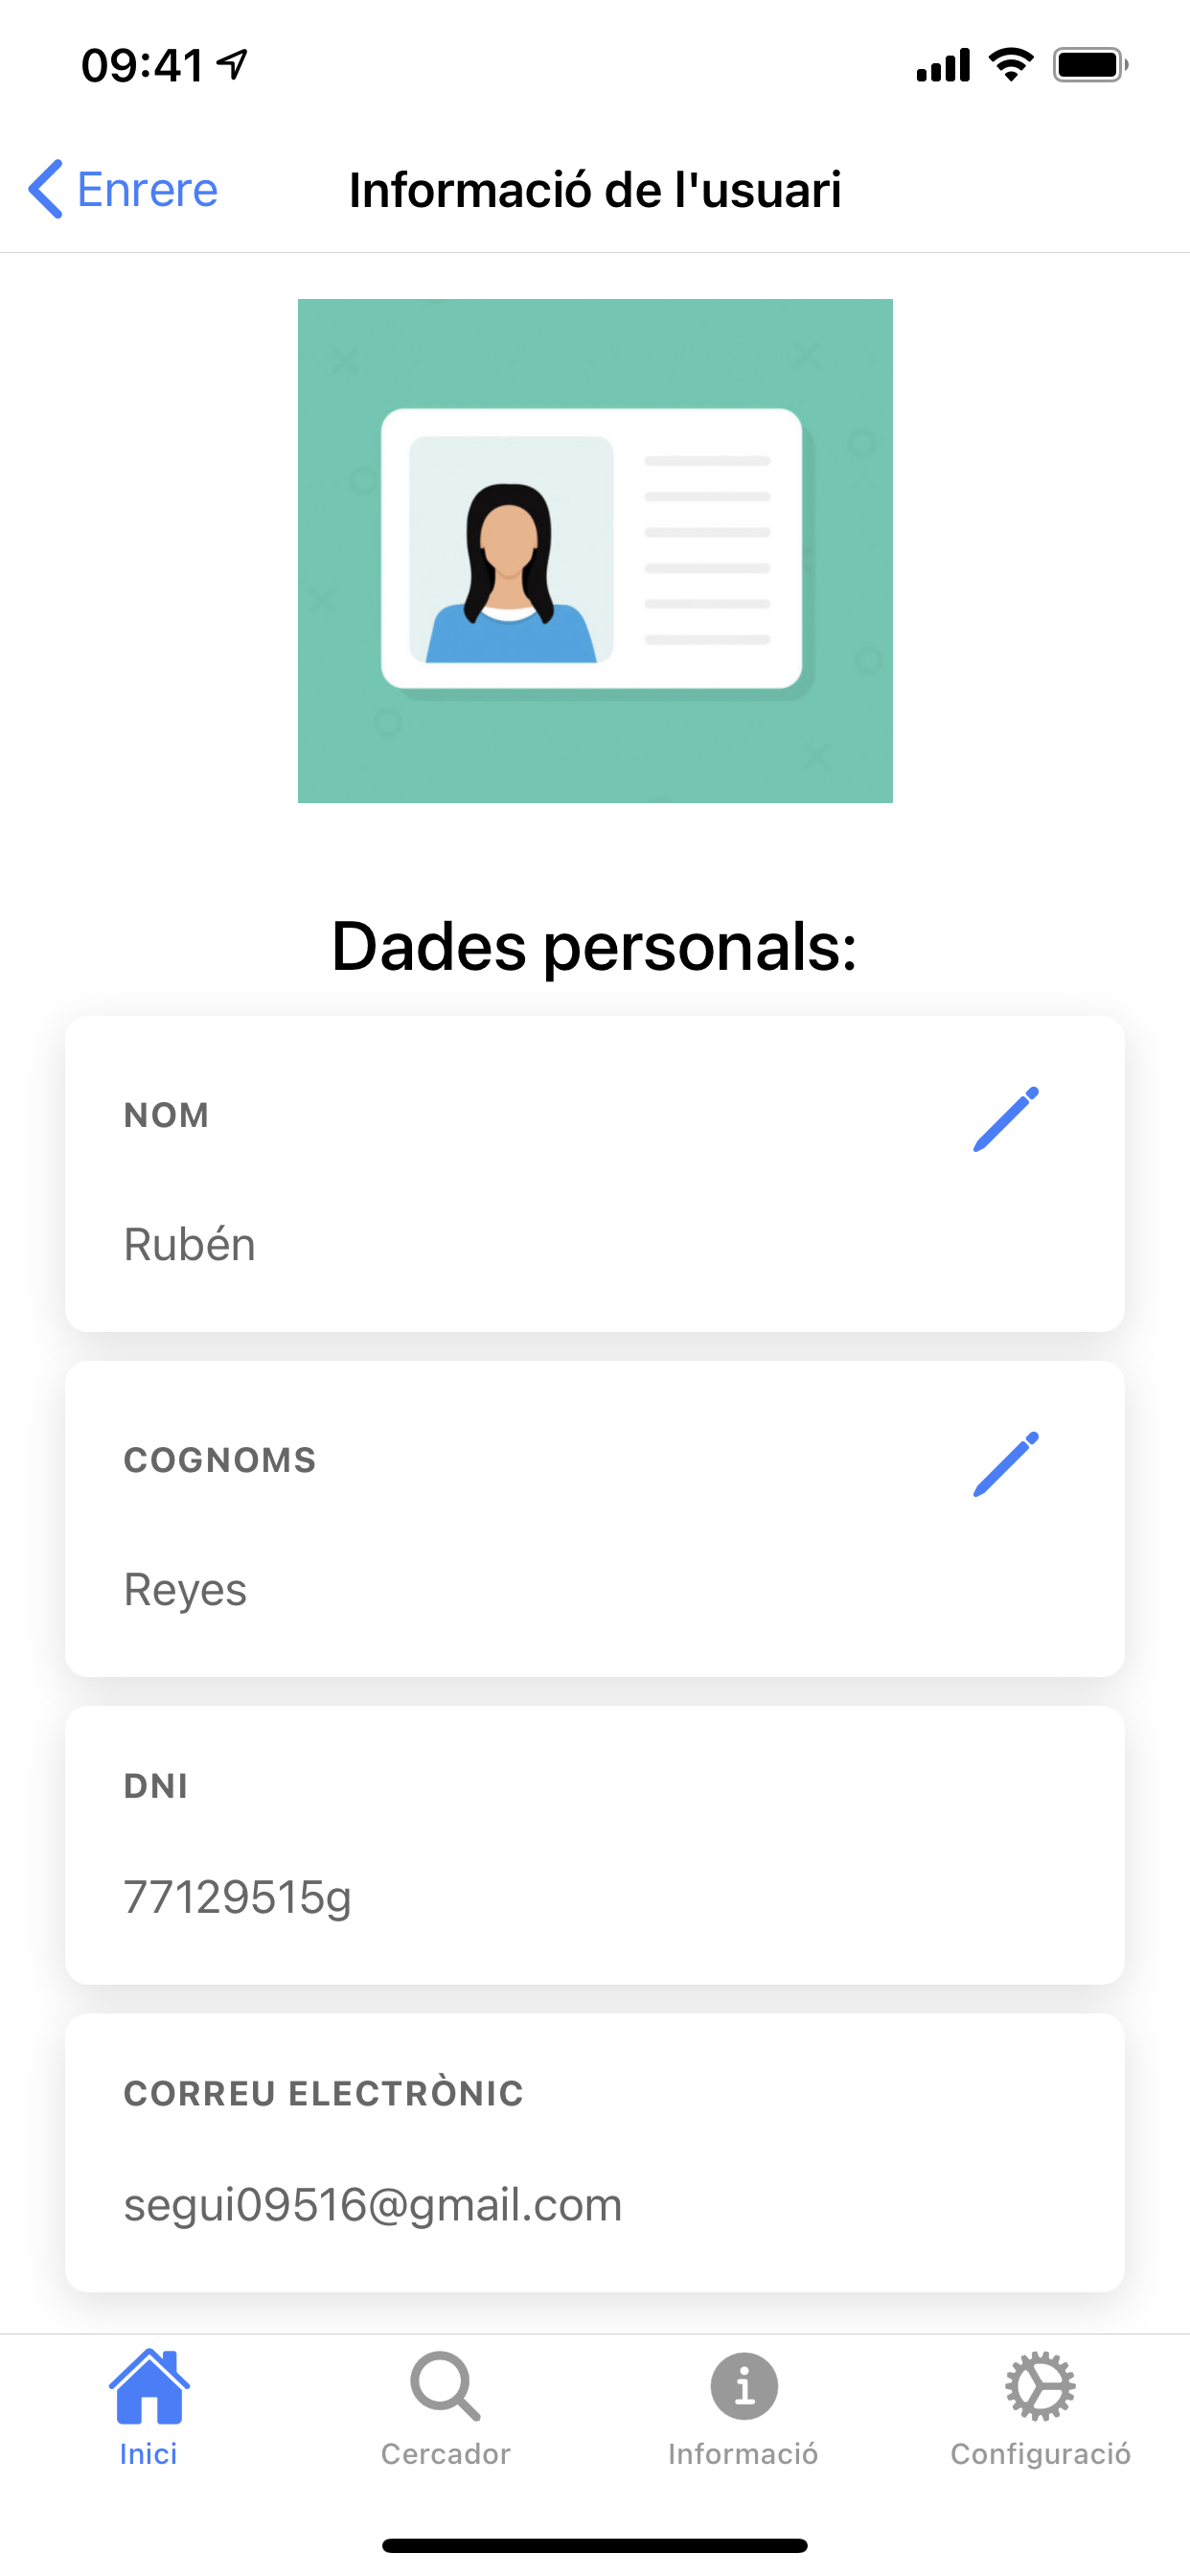 09:41
Enrere
Informació de l'usuari
Dades personals:
NOM
Rubén
COGNOMS
Reyes
DNI
77129515g
CORREU ELECTRÒNIC
segui09516@gmail.com
Inici
Cercador
Informació
Configuració